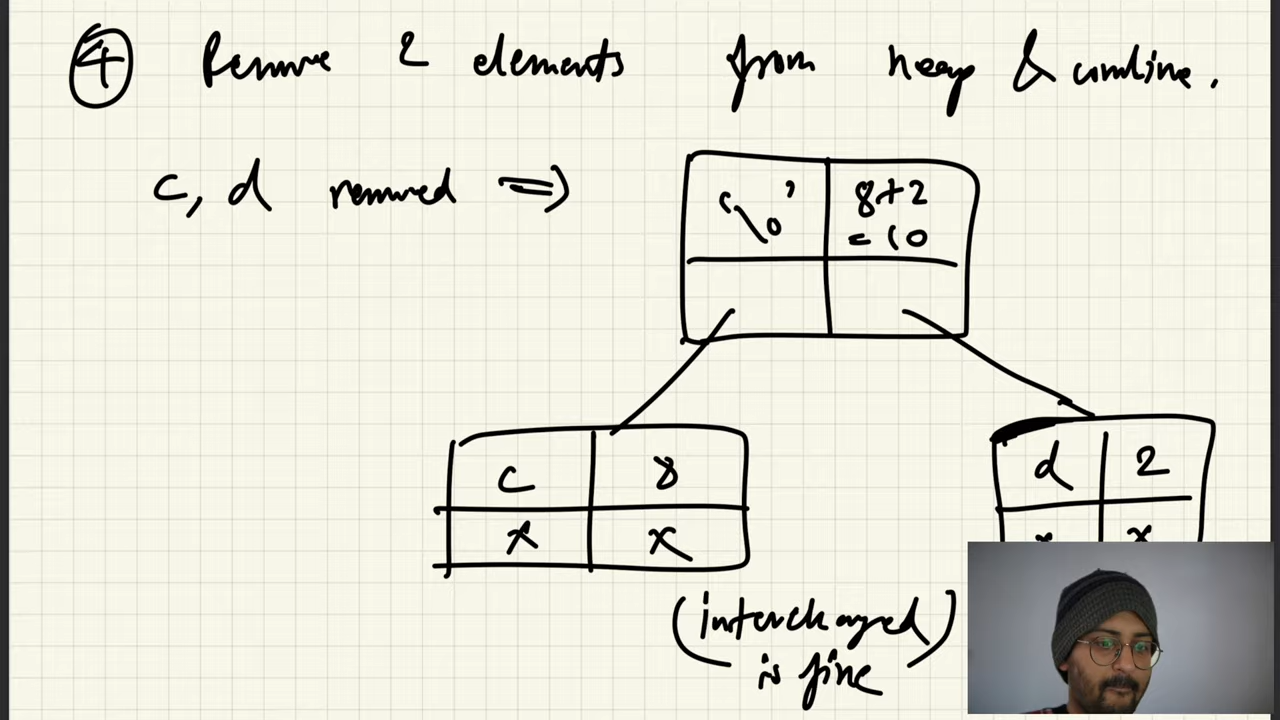 ④ Remove 2 elements from heap & combine.
c, d removed ⇒
'\0' 8+2
= 10
c 8
x x
d 2
x x
(interchanged)
is fine